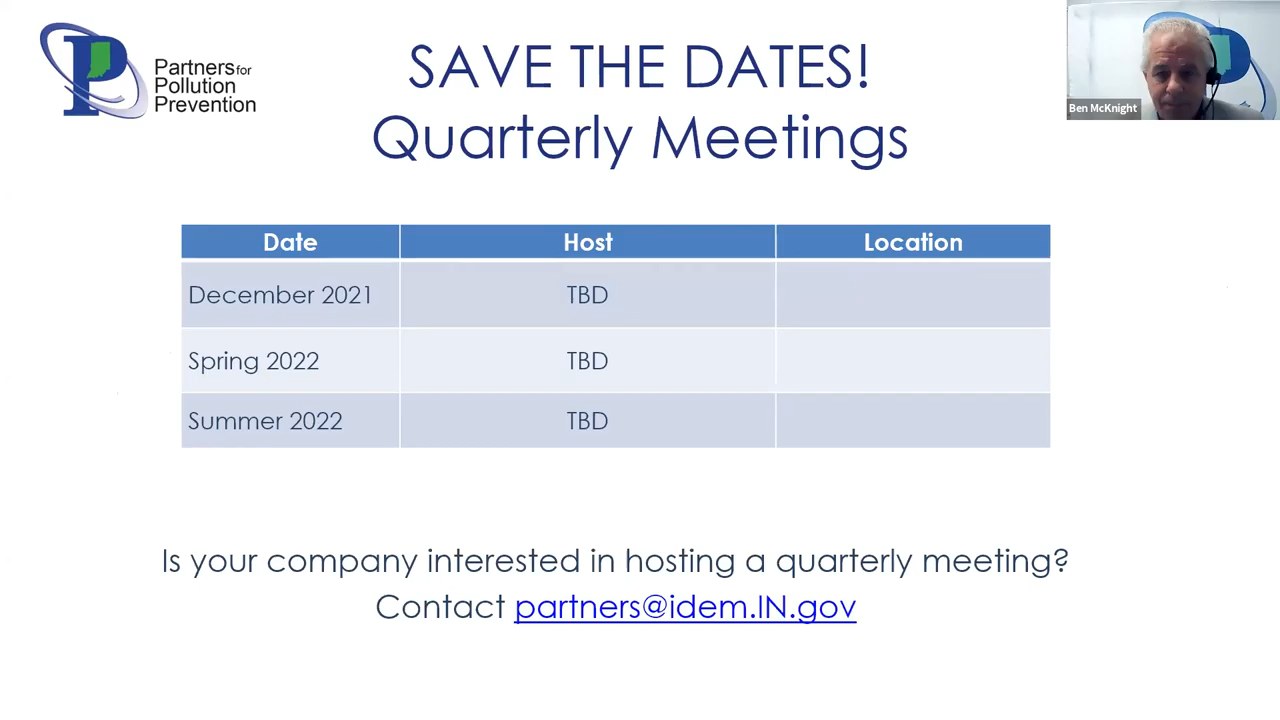 Partners for
Pollution
Prevention
SAVE THE DATES!
Quarterly Meetings
Ben McKnight
Date Host Location
December 2021 TBD
Spring 2022 TBD
Summer 2022 TBD
Is your company interested in hosting a quarterly meeting?
Contact partners@idem.IN.gov